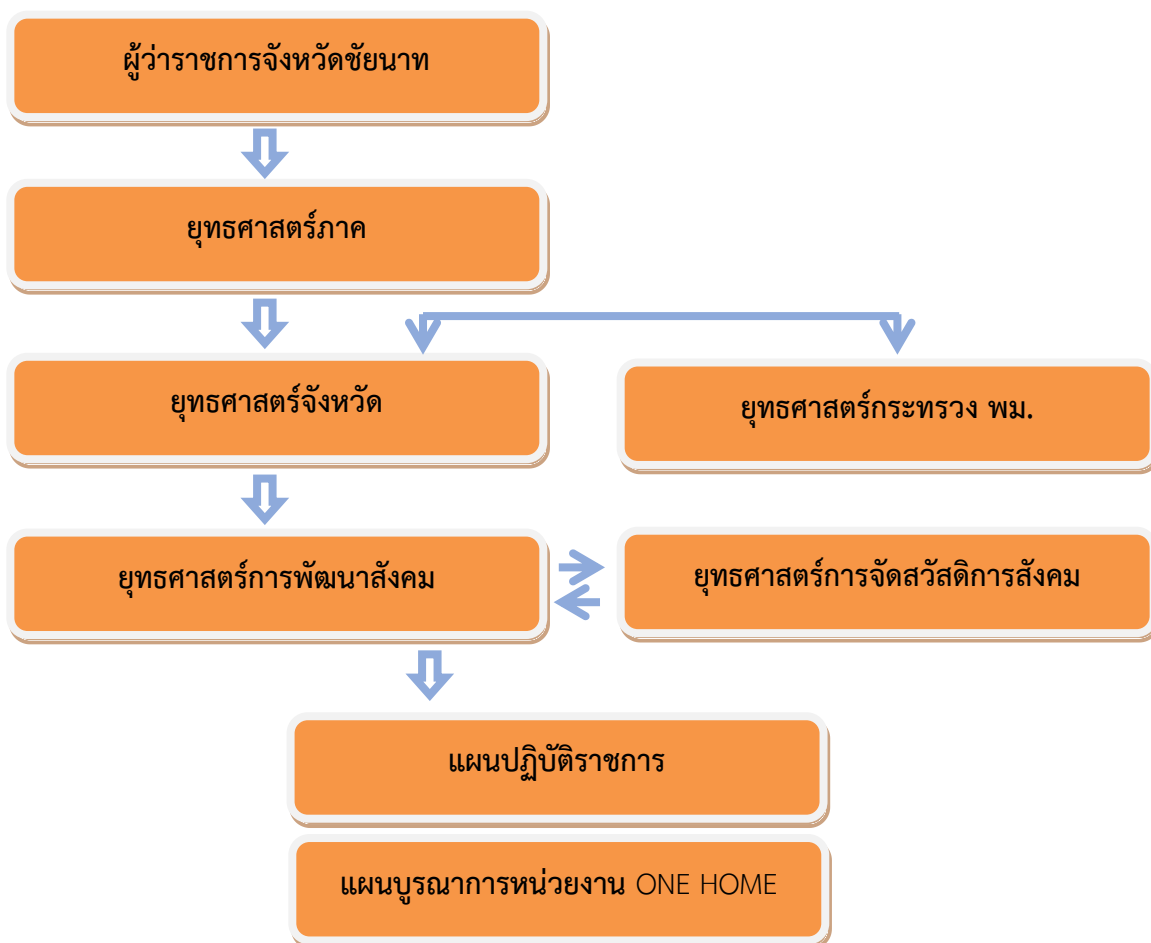 ผู้ว่าราชการจังหวัดชัยนาท
ยุทธศาสตร์ภาค
ยุทธศาสตร์จังหวัด
ยุทธศาสตร์กระทรวง พม.
ยุทธศาสตร์การพัฒนาสังคม
ยุทธศาสตร์การจัดสวัสดิการสังคม
แผนปฏิบัติราชการ
แผนบูรณาการหน่วยงาน ONE HOME